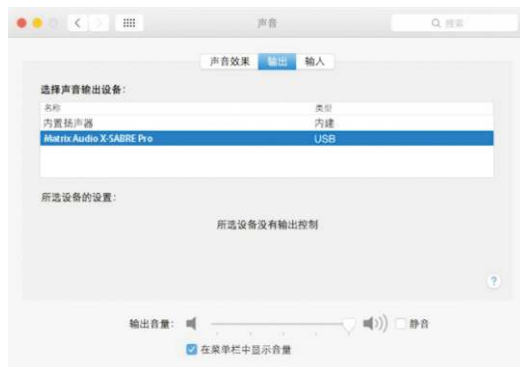 声音
搜索
声音效果 输出 输入
选择声音输出设备：
名称 类型
内置扬声器 内建
Matrix Audio X-SABRE Pro USB
所选设备的设置：
所选设备没有输出控制
?
输出音量： 静音
在菜单栏中显示音量